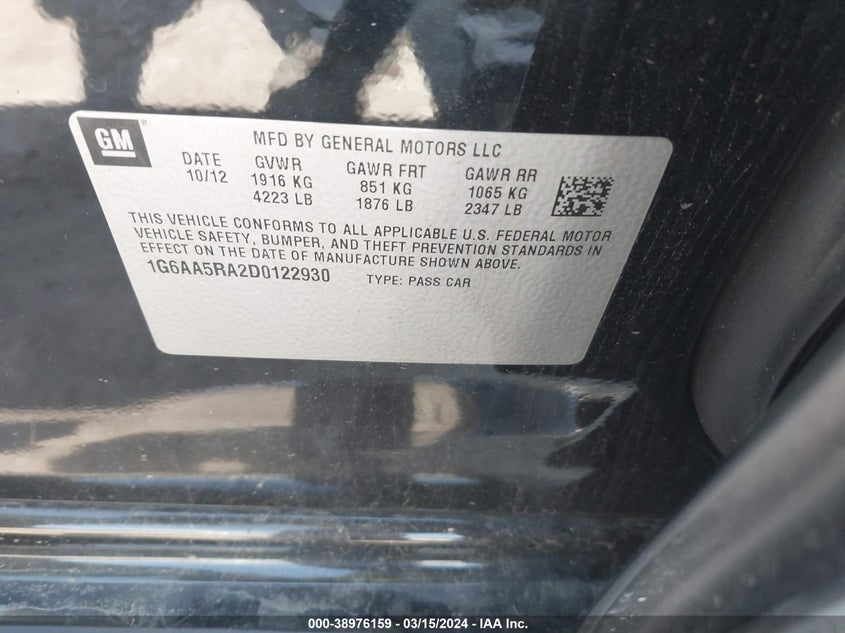 GM
MFD BY GENERAL MOTORS LLC
DATE GVWR GAWR FRT GAWR RR
10/12 1916 KG 851 KG 1065 KG
4223 LB 1876 LB 2347 LB
THIS VEHICLE CONFORMS TO ALL APPLICABLE U.S. FEDERAL MOTOR
VEHICLE SAFETY, BUMPER, AND THEFT PREVENTION STANDARDS IN
EFFECT ON THE DATE OF MANUFACTURE SHOWN ABOVE.
1G6AA5RA2D0122930 TYPE: PASS CAR
000-38976159 - 03/15/2024 - IAA Inc.